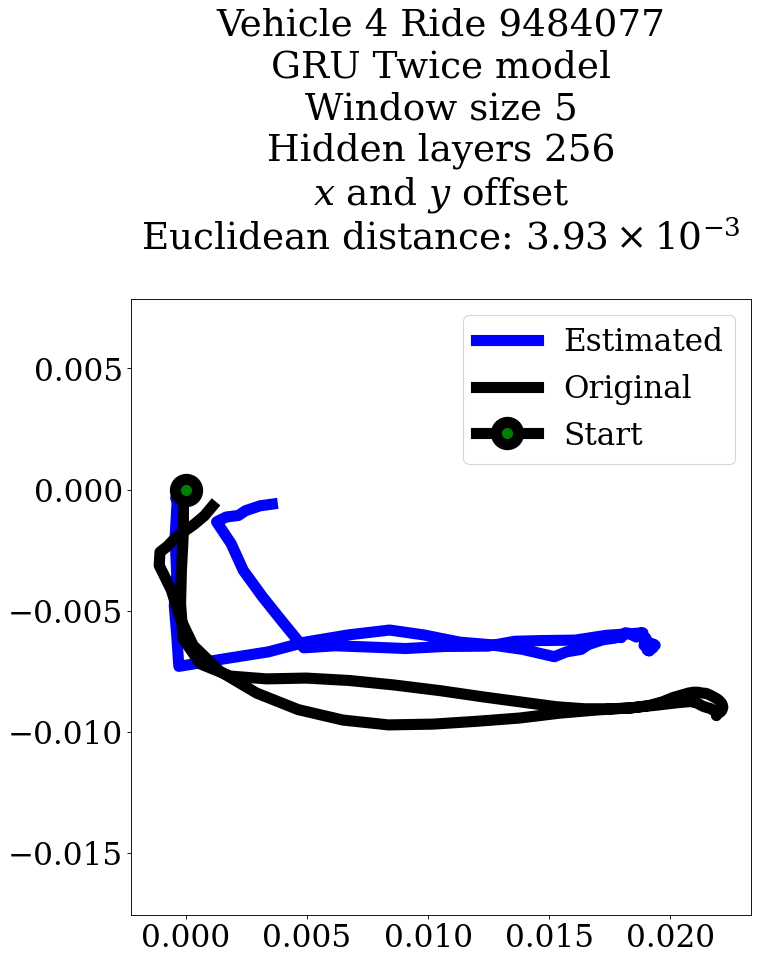 Vehicle 4 Ride 9484077
GRU Twice model
Window size 5
Hidden layers 256
x and y offset
Euclidean distance: 3.93 × 10⁻³
Estimated
Original
Start
0.005
0.000
−0.005
−0.010
−0.015
0.000 0.005 0.010 0.015 0.020